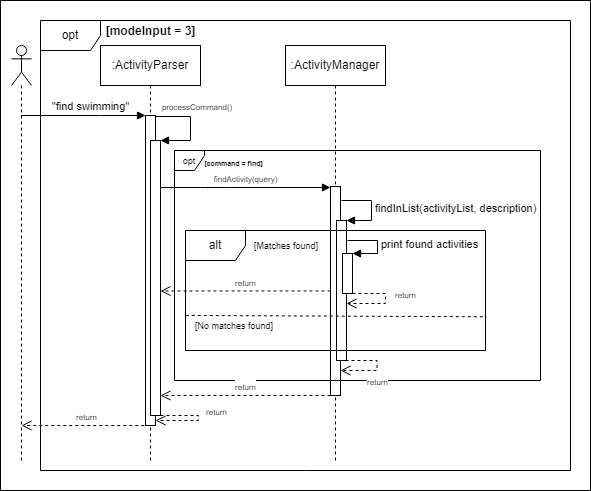 opt
[modeInput = 3]
:ActivityParser
:ActivityManager
"find swimming"
processCommand()
opt
[command = find]
findActivity(query)
findInList(activityList, description)
alt
[Matches found]
print found activities
return
return
[No matches found]
return
return
return
return